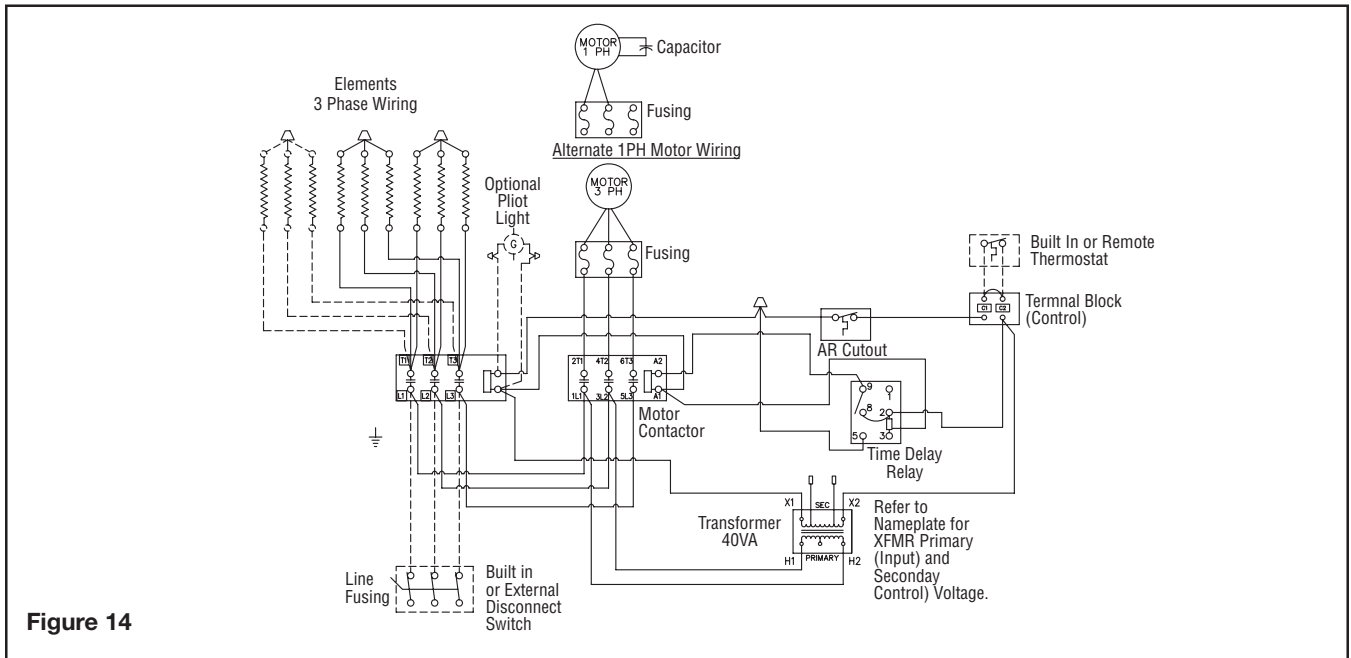 MOTOR
1 PH
Capacitor
Elements
3 Phase Wiring
Fusing
Alternate 1PH Motor Wiring
MOTOR
3 PH
Optional
Pliot
Light
G
Fusing
Built In or Remote
Thermostat
C1 C2
Termnal Block
(Control)
AR Cutout
T1 T2 T3
2T1 4T2 6T3 A2
L1 L2 L3
1L1 3L2 5L3 A1
Motor
Contactor
9 1
8 2
5 3
Time Delay
Relay
X1 SEC X2
Transformer
40VA
H1 PRIMARY H2
Refer to
Nameplate for
XFMR Primary
(Input) and
Seconday
Control) Voltage.
Line
Fusing
Built in
or External
Disconnect
Switch
Figure 14